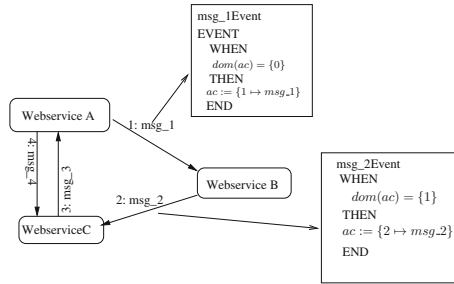 msg_1Event
EVENT
WHEN
dom(ac) = {0}
THEN
ac := {1 ↦ msg_1}
END
Webservice A
1: msg_1
4: msg_4
3: msg_3
Webservice B
2: msg_2
WebserviceC
msg_2Event
WHEN
dom(ac) = {1}
THEN
ac := {2 ↦ msg_2}
END